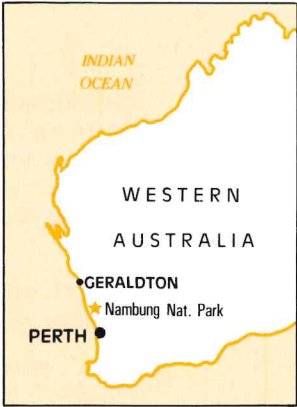 INDIAN
OCEAN
WESTERN
AUSTRALIA
GERALDTON
Nambung Nat. Park
PERTH